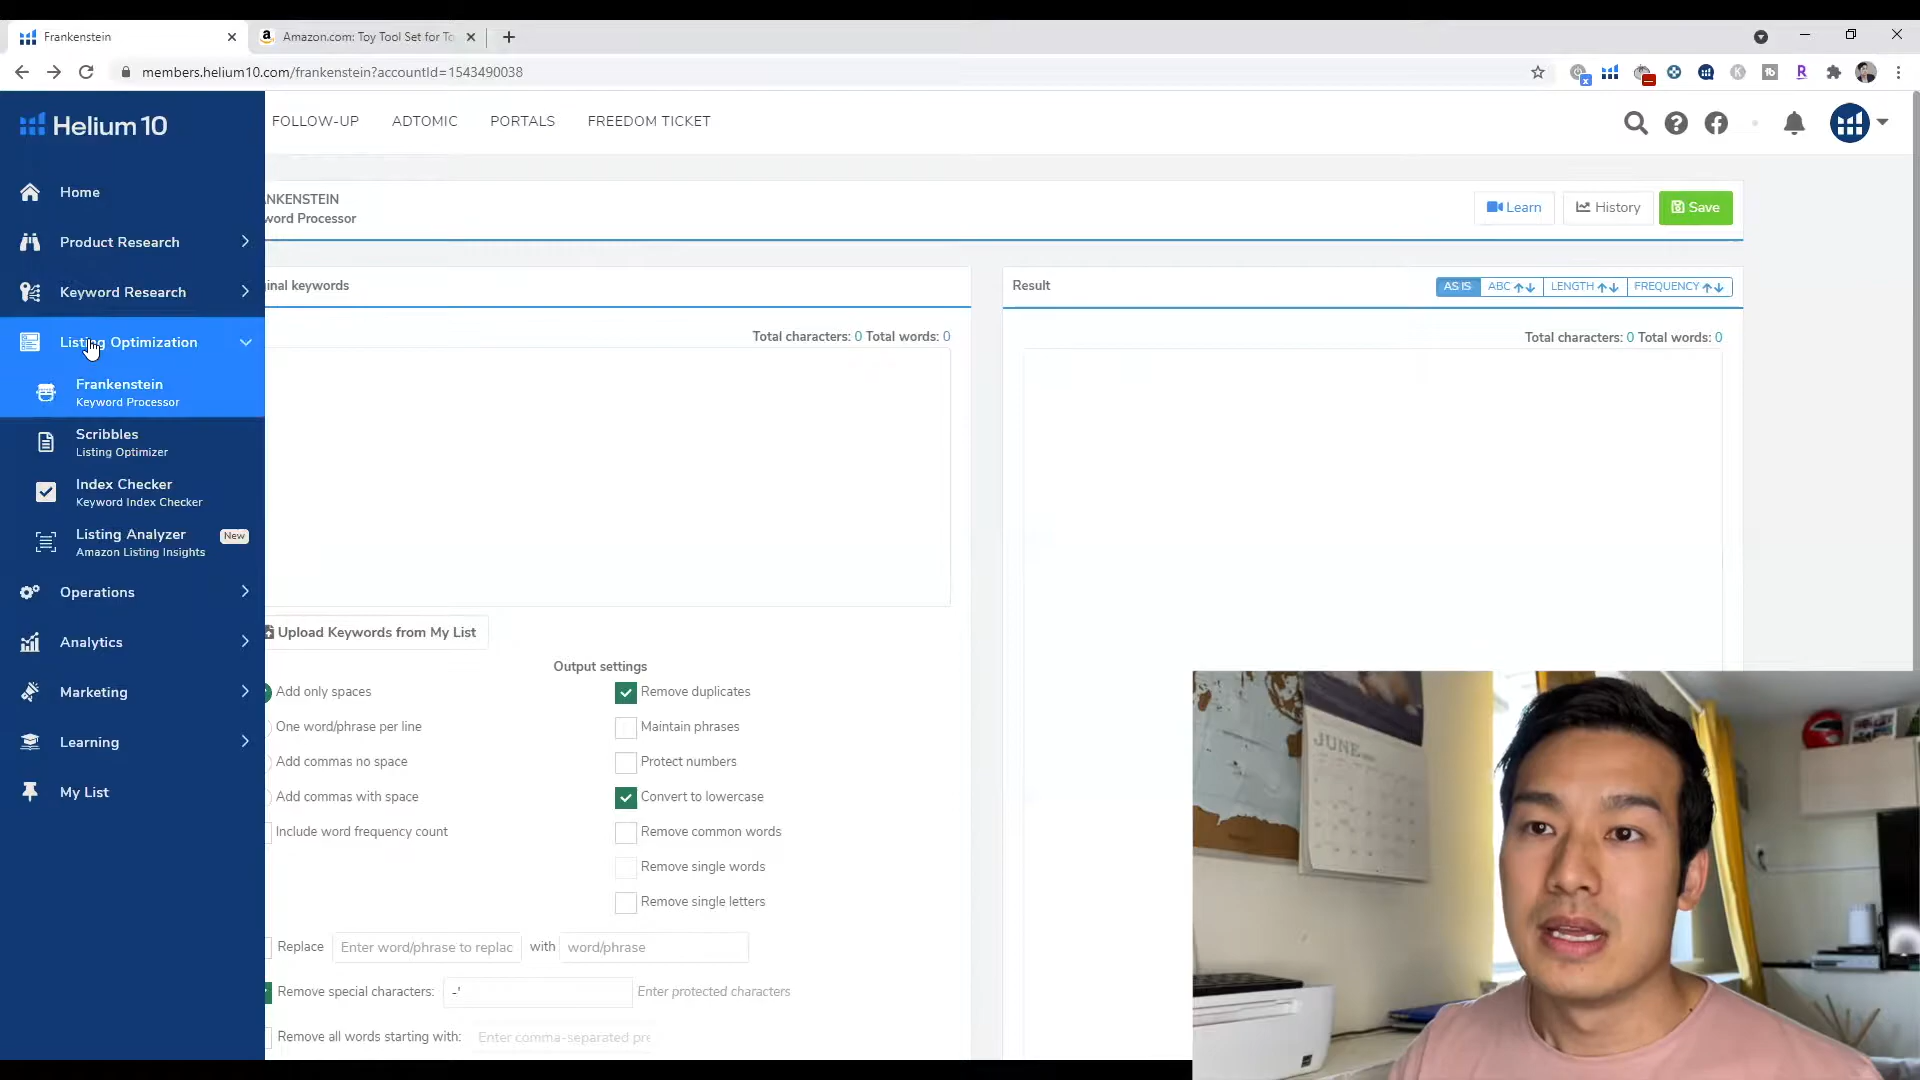 Frankenstein
Amazon.com: Toy Tool Set for To
members.helium10.com/frankenstein?accountId=1543490038
Helium 10
FOLLOW-UP
ADTOMIC
PORTALS
FREEDOM TICKET
Home
Product Research
Keyword Research
Listing Optimization
Frankenstein
Keyword Processor
Scribbles
Listing Optimizer
Index Checker
Keyword Index Checker
Listing Analyzer
New
Amazon Listing Insights
Operations
Analytics
Marketing
Learning
My List
ANKENSTEIN
word Processor
Learn
History
Save
inal keywords
Total characters: 0 Total words: 0
Upload Keywords from My List
Output settings
Add only spaces
One word/phrase per line
Add commas no space
Add commas with space
Include word frequency count
Remove duplicates
Maintain phrases
Protect numbers
Convert to lowercase
Remove common words
Remove single words
Remove single letters
Replace
Enter word/phrase to replac
with
word/phrase
Remove special characters:
-'
Enter protected characters
Remove all words starting with:
Enter comma-separated pre
Result
AS IS
ABC
LENGTH
FREQUENCY
Total characters: 0 Total words: 0
JUNE